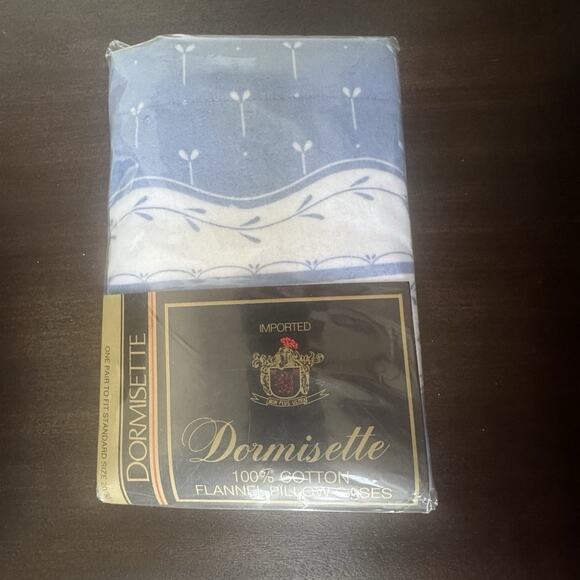 IMPORTED
Dormisette
100% COTTON
FLANNEL PILLOW CASES
DORMISETTE
ONE PAIR TO FIT STANDARD SIZE